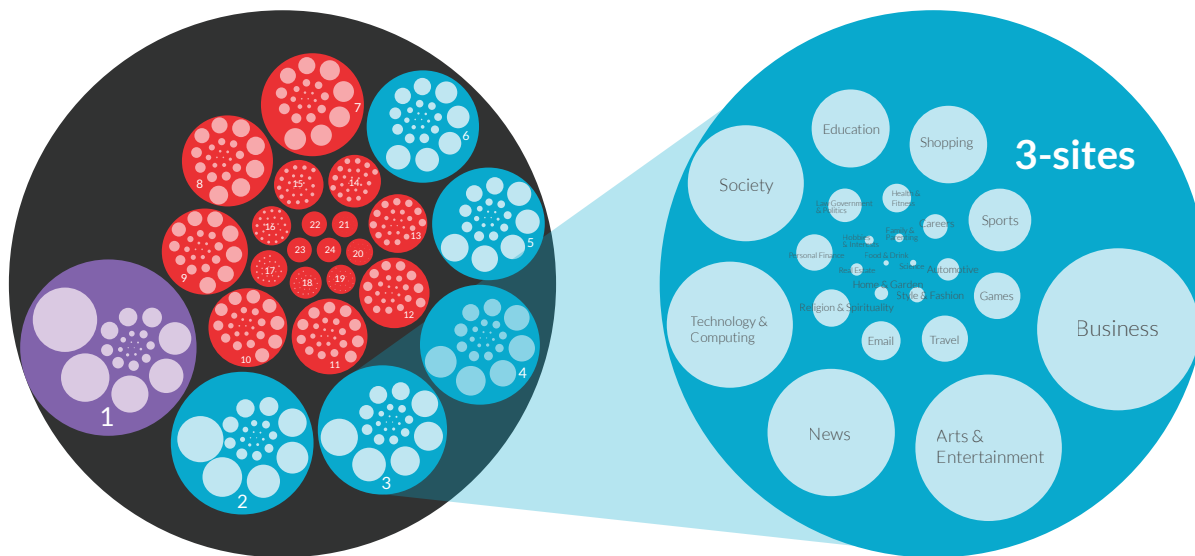 7
6
8
15
14
5
16
22
21
13
23
24
20
9
17
18
19
12
1
10
11
4
2
3
3-sites
Education
Shopping
Society
Health &
Fitness
Law Government
& Politics
Sports
Careers
Family &
Parenting
Hobbies
& Interests
Personal Finance
Food & Drink
Science
Real Estate
Automotive
Home & Garden
Style & Fashion
Games
Religion & Spirituality
Technology &
Computing
Business
Email
Travel
News
Arts &
Entertainment